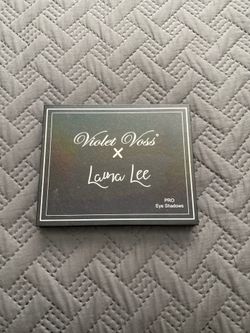 Violet Voss®
X
Laura Lee
PRO
Eye Shadows